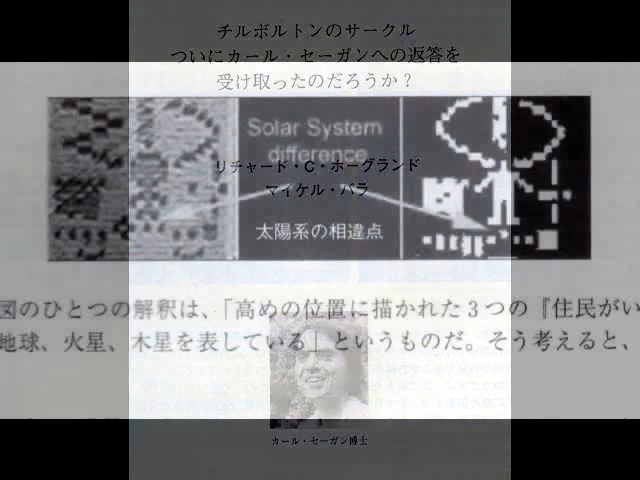 チルボルトンのサークル
ついにカール・セーガンへの返答を
受け取ったのだろうか？
Solar System
difference
リチャード・C・ホーグランド
マイケル・バラ
太陽系の相違点
図のひとつの解釈は、「高めの位置に描かれた３つの『住民がい
地球、火星、木星を表している」というものだ。そう考えると、
カール・セーガン博士